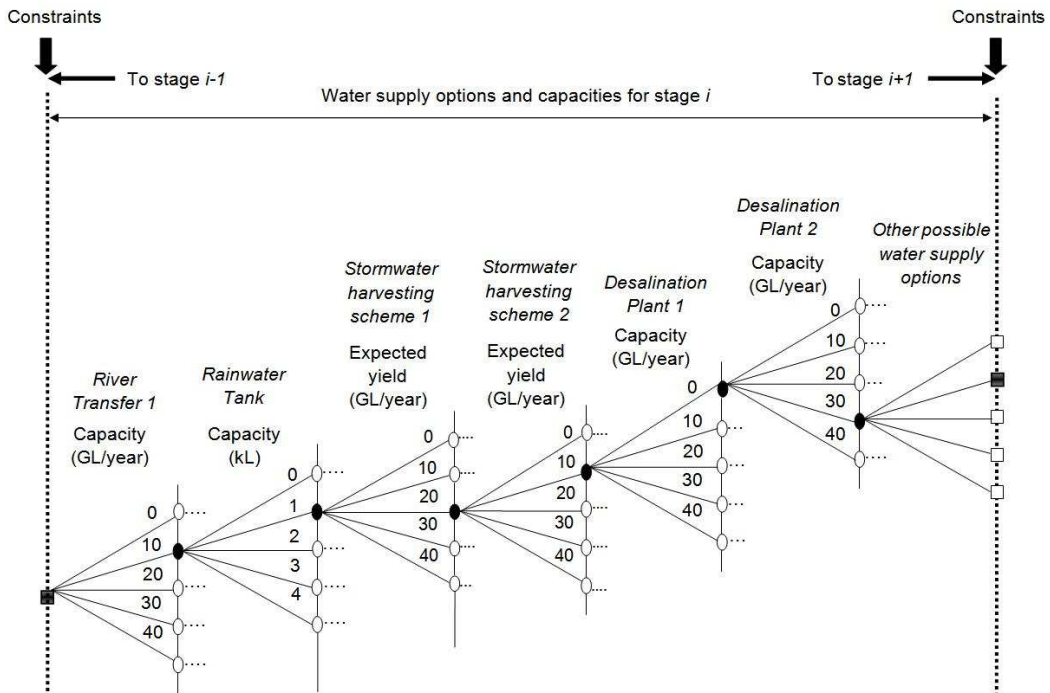 Constraints
Constraints
To stage i-1
To stage i+1
Water supply options and capacities for stage i
River
Transfer 1
Capacity
(GL/year)
0
10
20
30
40
Rainwater
Tank
Capacity
(kL)
0
1
2
3
4
Stormwater
harvesting
scheme 1
Expected
yield
(GL/year)
0
10
20
30
40
Stormwater
harvesting
scheme 2
Expected
yield
(GL/year)
0
10
20
30
40
Desalination
Plant 1
Capacity
(GL/year)
0
10
20
30
40
Desalination
Plant 2
Capacity
(GL/year)
0
10
20
30
40
Other possible
water supply
options